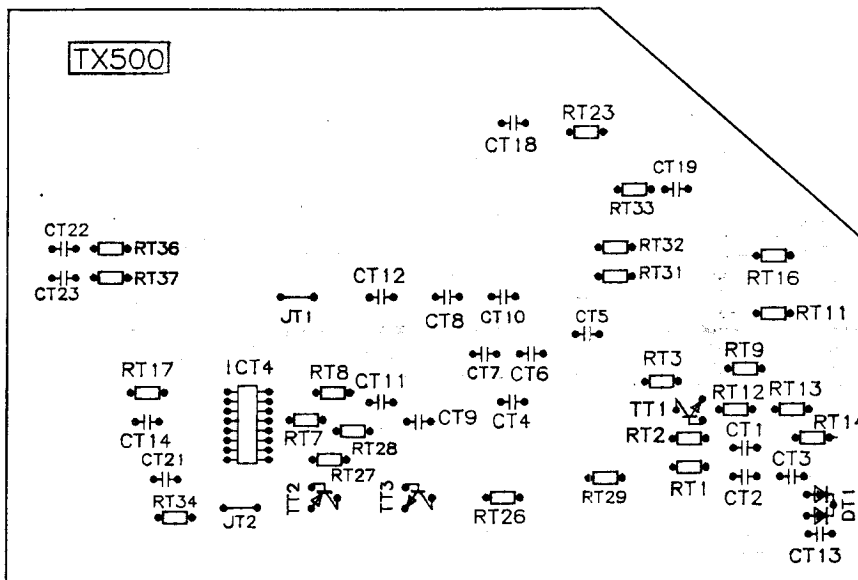 TX500
RT23
CT18
CT19
RT33
CT22
RT36
RT32
CT23
RT37
RT31
RT16
CT12
JT1
CT8
CT10
CT5
RT11
CT7
CT6
RT3
RT9
RT17
ICT4
RT8
CT11
CT9
CT4
TT1
RT12
RT13
CT14
RT7
RT28
RT2
CT1
RT14
CT21
RT27
RT29
RT1
CT2
CT3
RT34
JT2
TT2
TT3
RT26
DT1
CT13